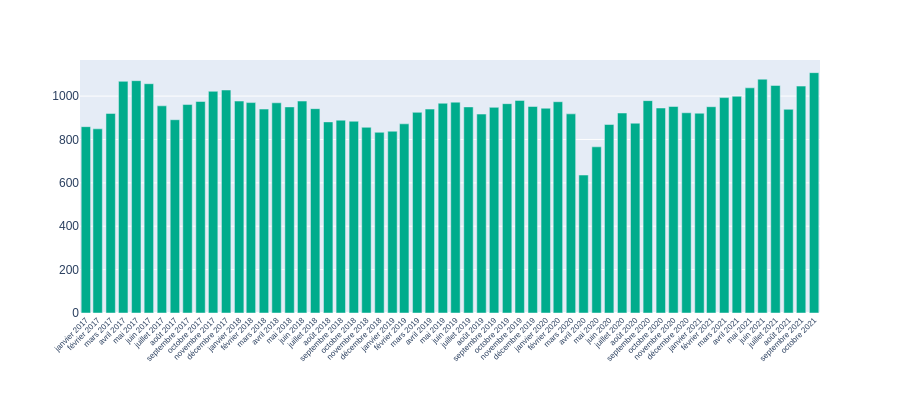 1000
800
600
400
200
0
janvier 2017
février 2017
mars 2017
avril 2017
mai 2017
juin 2017
juillet 2017
août 2017
septembre 2017
octobre 2017
novembre 2017
décembre 2017
janvier 2018
février 2018
mars 2018
avril 2018
mai 2018
juin 2018
juillet 2018
août 2018
septembre 2018
octobre 2018
novembre 2018
décembre 2018
janvier 2019
février 2019
mars 2019
avril 2019
mai 2019
juin 2019
juillet 2019
août 2019
septembre 2019
octobre 2019
novembre 2019
décembre 2019
janvier 2020
février 2020
mars 2020
avril 2020
mai 2020
juin 2020
juillet 2020
août 2020
septembre 2020
octobre 2020
novembre 2020
décembre 2020
janvier 2021
février 2021
mars 2021
avril 2021
mai 2021
juin 2021
juillet 2021
août 2021
septembre 2021
octobre 2021